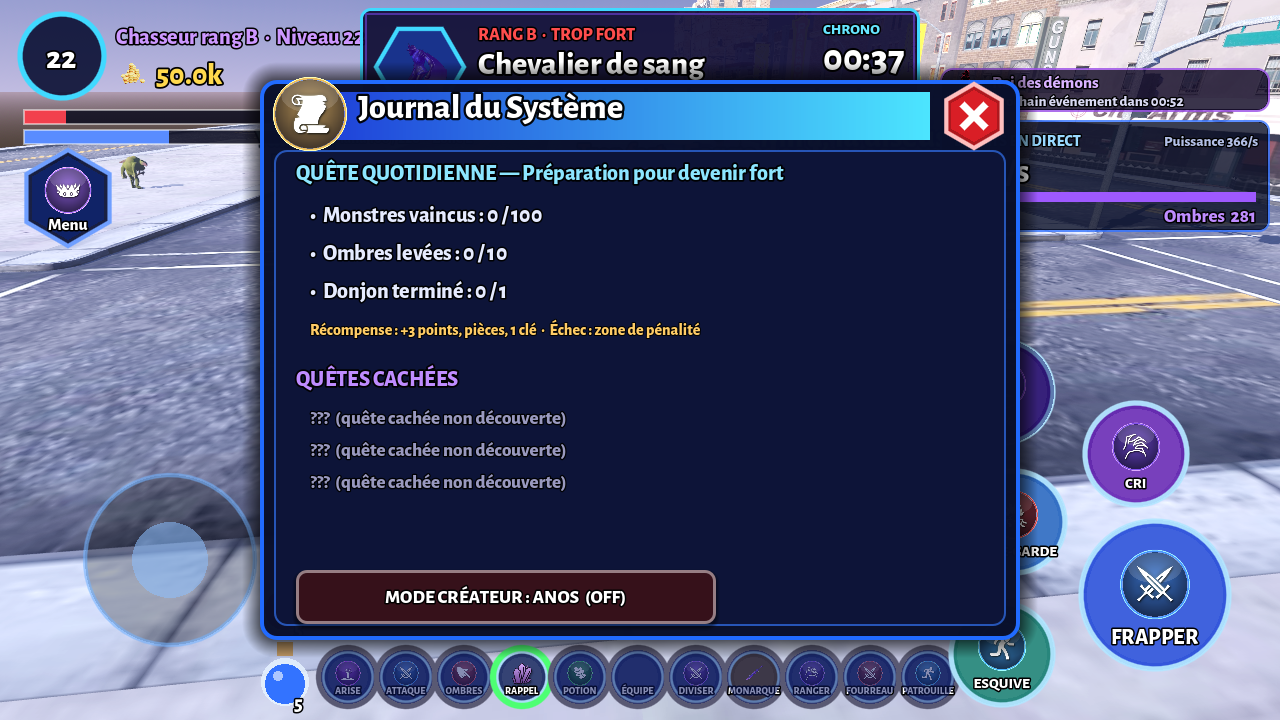 22
Chasseur rang B · Niveau 22
50.0k
RANG B · TROP FORT
Chevalier de sang
CHRONO
00:37
GUN
des démons
hain événement dans 00:52
N DIRECT
Puissance 366/s
S
Ombres 281
Menu
Journal du Système
QUÊTE QUOTIDIENNE — Préparation pour devenir fort
• Monstres vaincus : 0 / 100
• Ombres levées : 0 / 10
• Donjon terminé : 0 / 1
Récompense : +3 points, pièces, 1 clé · Échec : zone de pénalité
QUÊTES CACHÉES
??? (quête cachée non découverte)
??? (quête cachée non découverte)
??? (quête cachée non découverte)
MODE CRÉATEUR : ANOS (OFF)
CRI
ARDE
FRAPPER
ESQUIVE
5
ARISE
ATTAQUE
OMBRES
RAPPEL
POTION
ÉQUIPE
DIVISER
MONARQUE
RANGER
FOURREAU
PATROUILLE